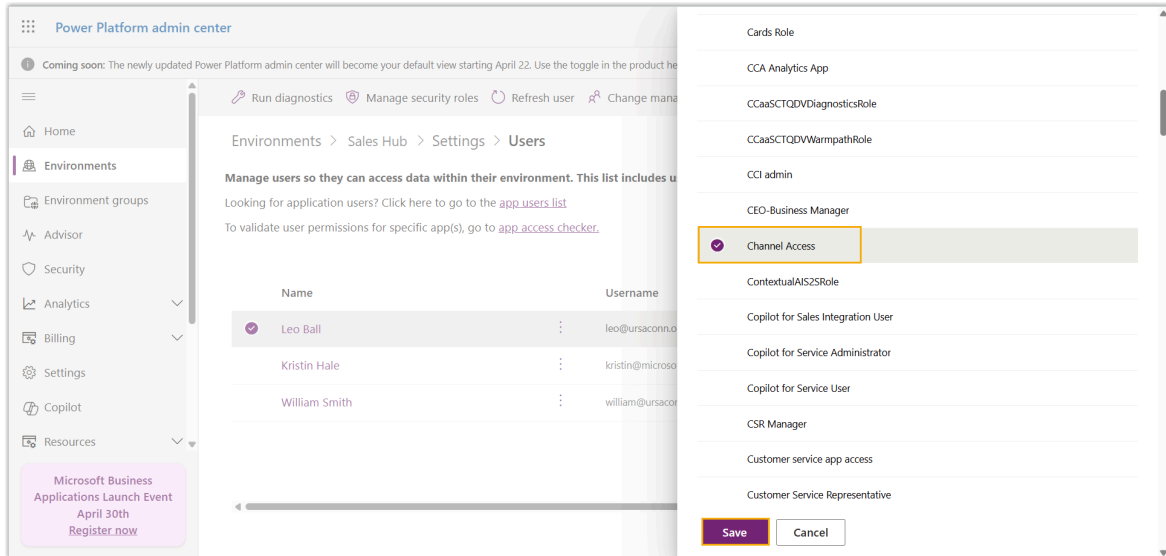 Power Platform admin center
Coming soon: The newly updated Power Platform admin center will become your default view starting April 22. Use the toggle in the product he
Run diagnostics Manage security roles Refresh user Change mana
Home
Environments
Environment groups
Advisor
Security
Analytics
Billing
Settings
Copilot
Resources
Microsoft Business
Applications Launch Event
April 30th
Register now
Environments > Sales Hub > Settings > Users
Manage users so they can access data within their environment. This list includes u
Looking for application users? Click here to go to the app users list
To validate user permissions for specific app(s), go to app access checker.
Name Username
Leo Ball leo@ursaconn.o
Kristin Hale kristin@microso
William Smith william@ursacor
Cards Role
CCA Analytics App
CCaaSCTQDVDiagnosticsRole
CCaaSCTQDVWarmpathRole
CCI admin
CEO-Business Manager
Channel Access
ContextualAIS2SRole
Copilot for Sales Integration User
Copilot for Service Administrator
Copilot for Service User
CSR Manager
Customer service app access
Customer Service Representative
Save Cancel